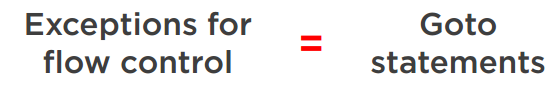 Exceptions for
flow control
=
Goto
statements